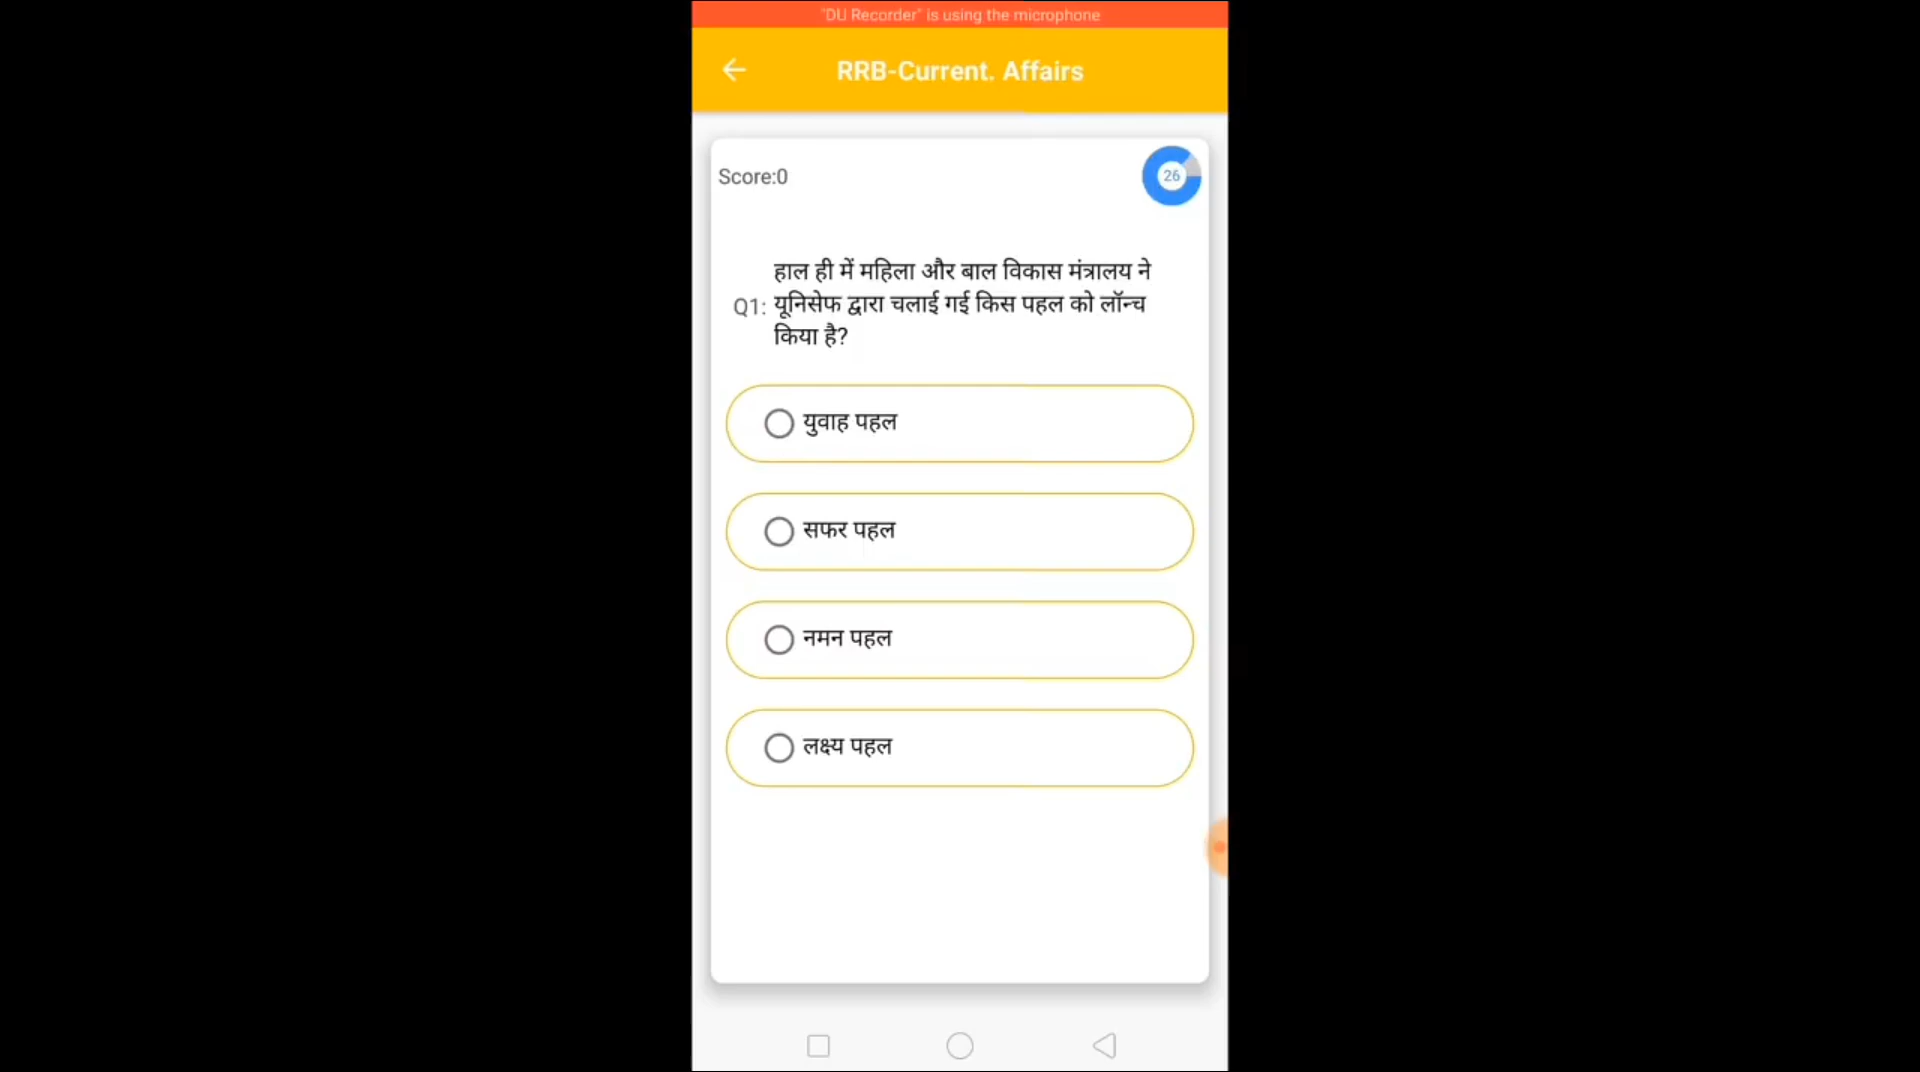 "DU Recorder" is using the microphone
RRB-Current. Affairs
Score:0
26
हाल ही में महिला और बाल विकास मंत्रालय ने
Q1: यूनिसेफ द्वारा चलाई गई किस पहल को लॉन्च
किया है?
युवाह पहल
सफर पहल
नमन पहल
लक्ष्य पहल